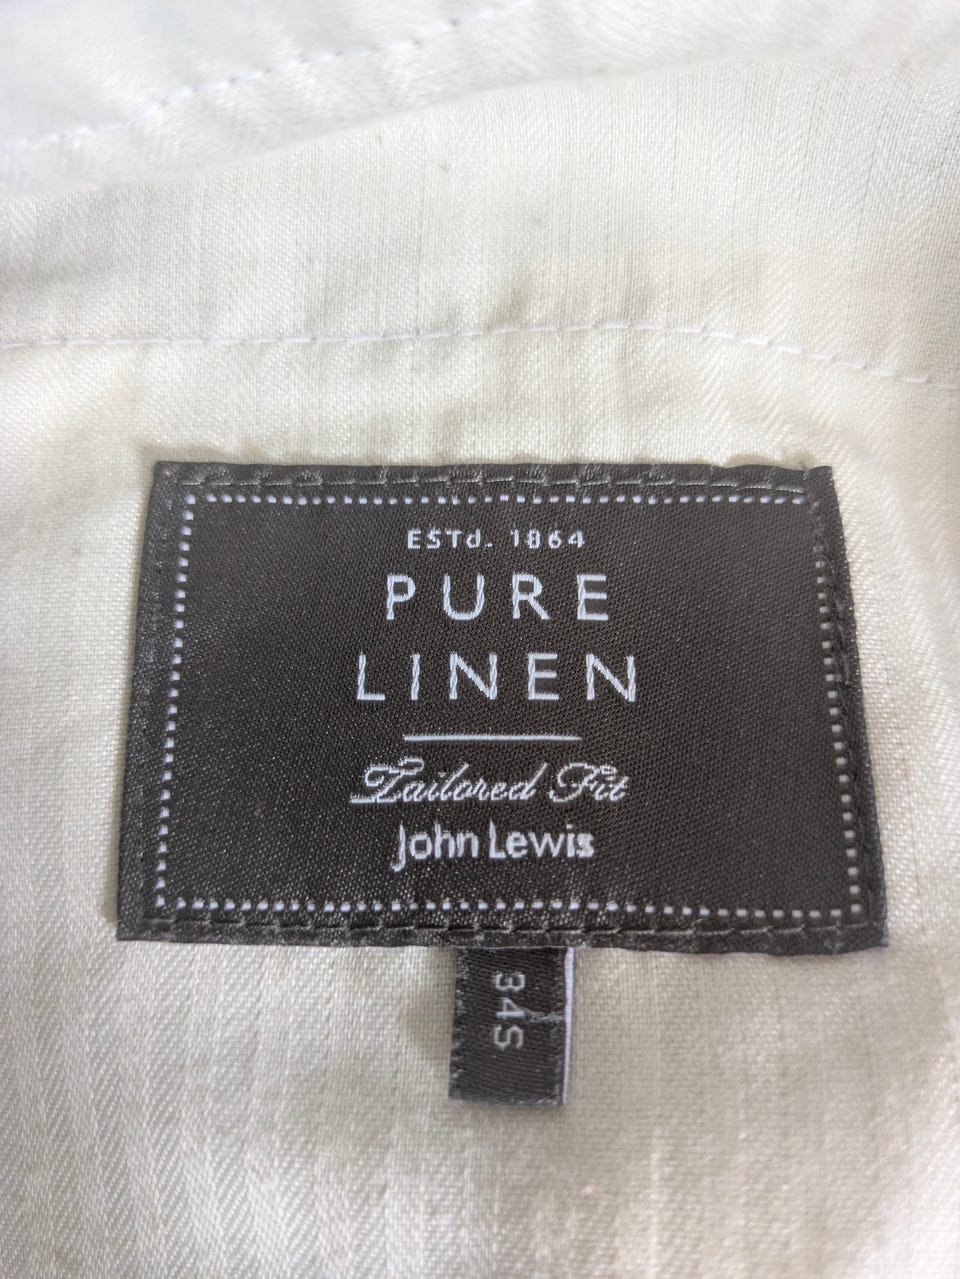 ESTd. 1864
PURE
LINEN
Tailored Fit
John Lewis
34S